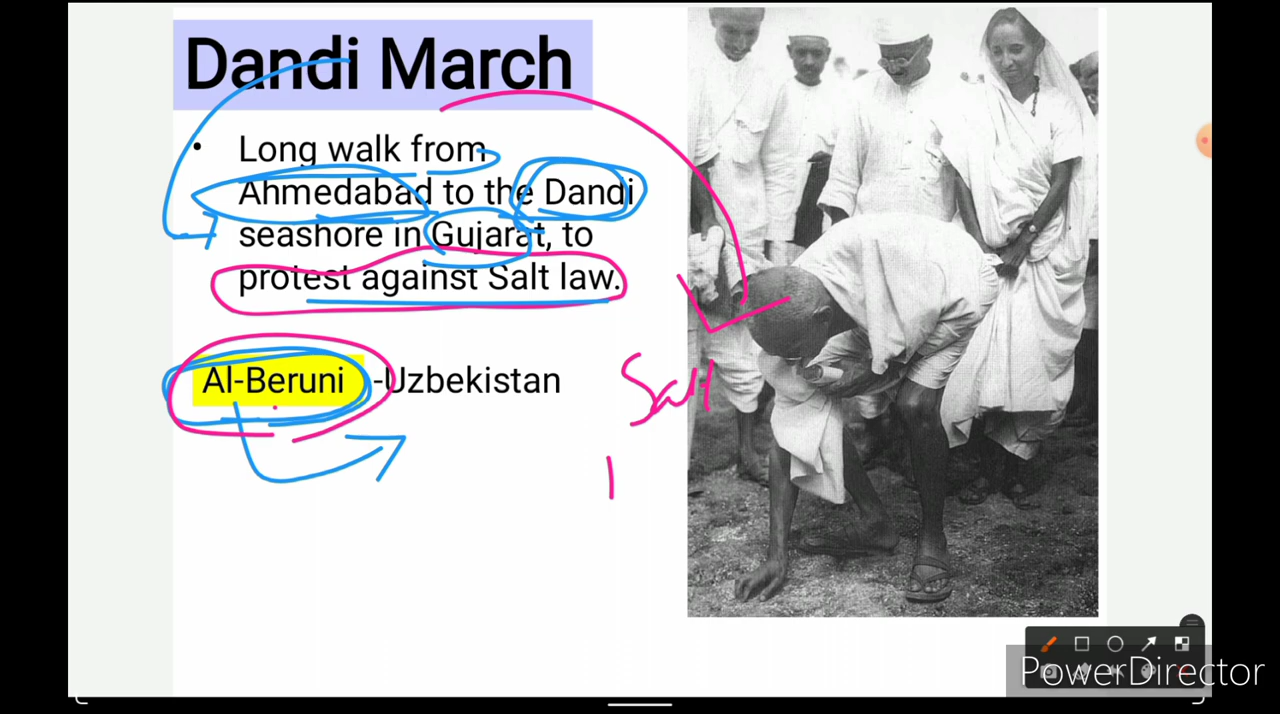 Dandi March
• Long walk from
Ahmedabad to the Dandi
seashore in Gujarat, to
protest against Salt law.
Al-Beruni -Uzbekistan
Salt
PowerDirector